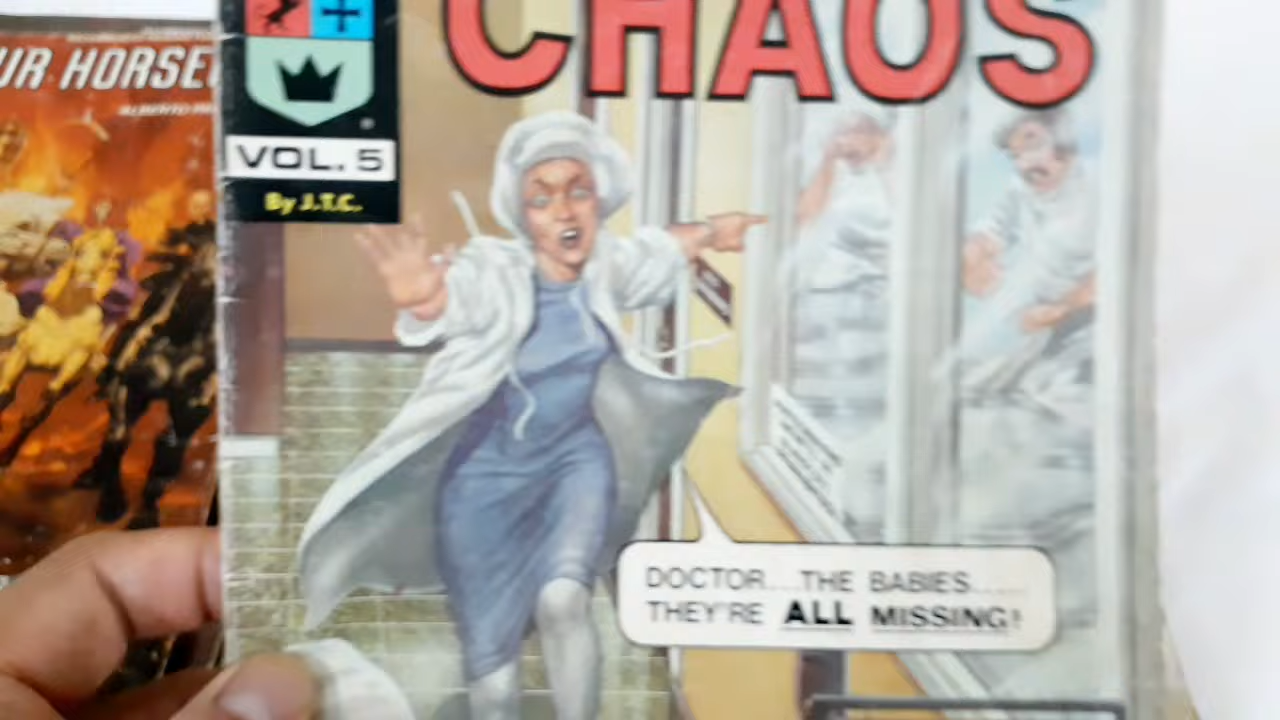 CHAOS
UR HORSE
VOL. 5
By J.T.C.
DOCTOR....THE BABIES......
THEY'RE ALL MISSING!